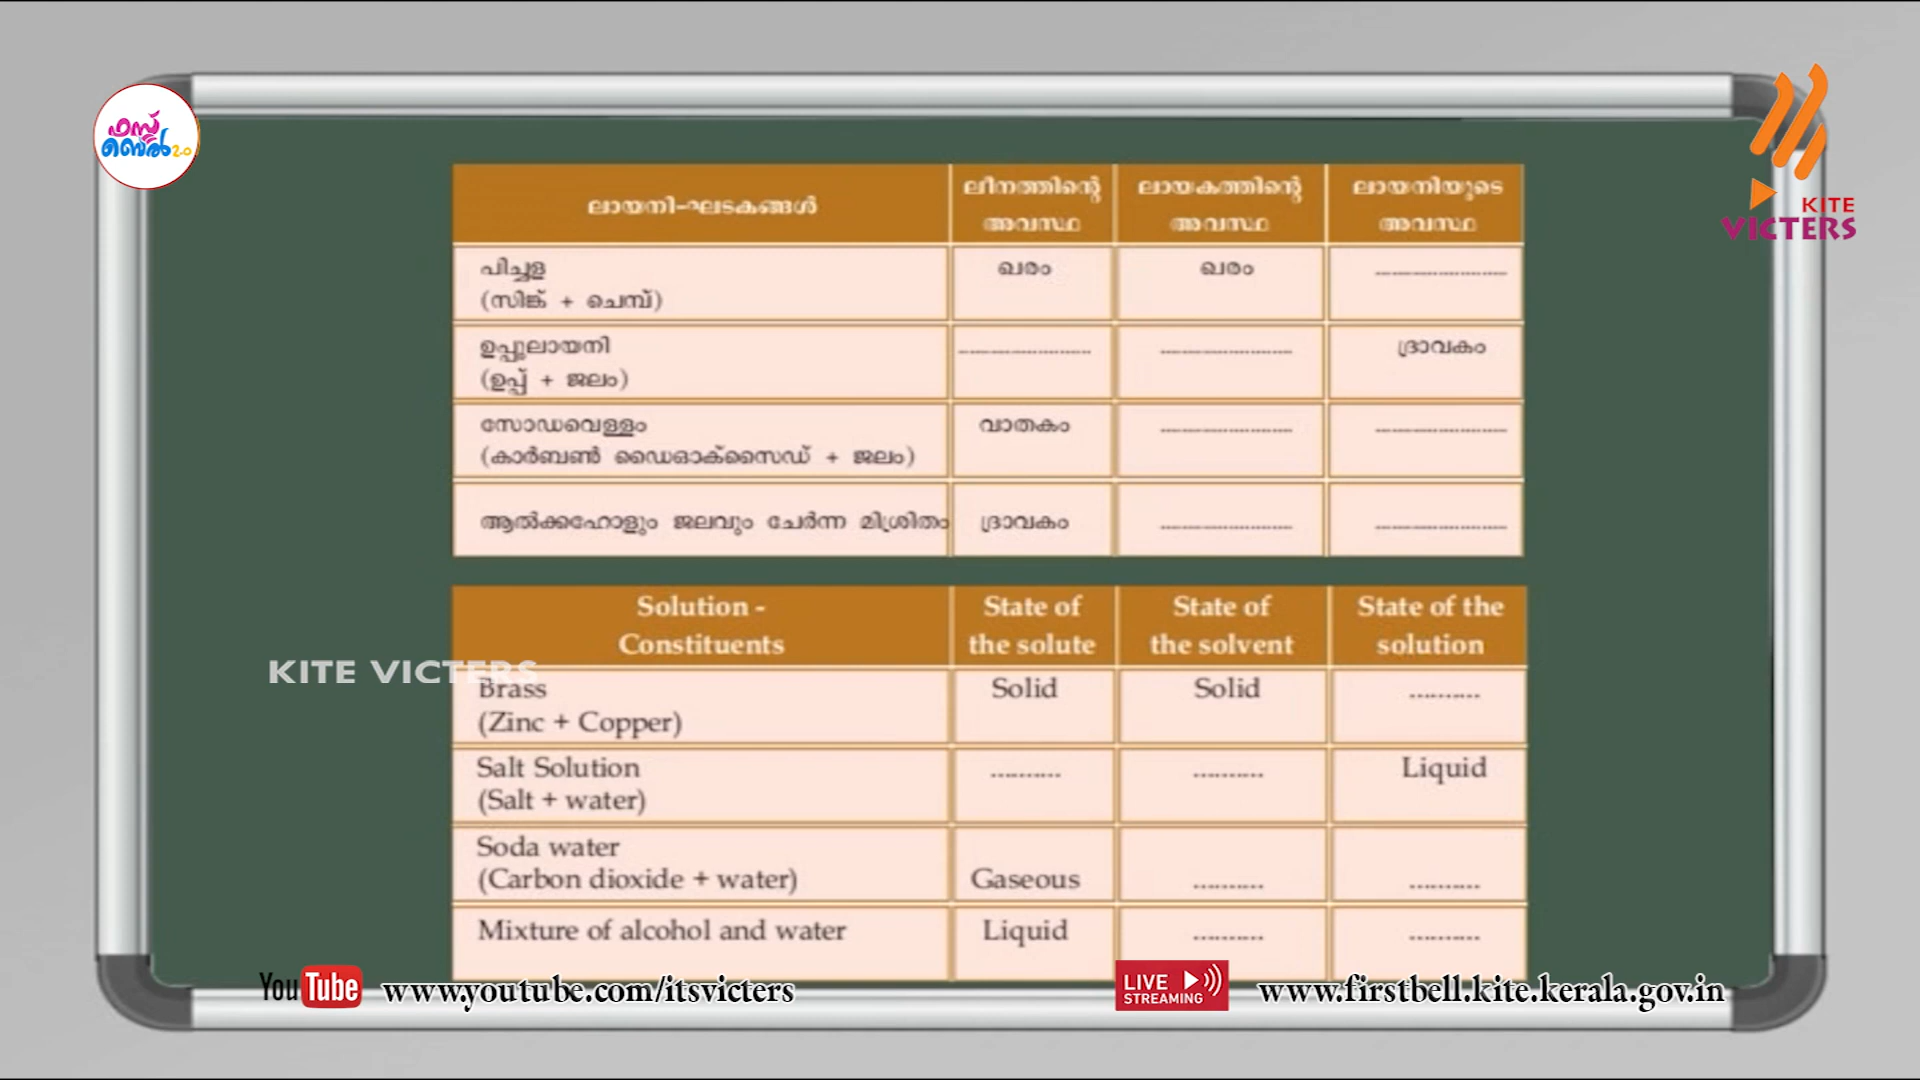 ഫസ്റ്റ്
ബെൽ 2.0
KITE
VICTERS
ലായനി-ഘടകങ്ങൾ
ലീനത്തിന്റെ
അവസ്ഥ
ലായകത്തിന്റെ
അവസ്ഥ
ലായനിയുടെ
അവസ്ഥ
പിച്ചള
(സിങ്ക് + ചെമ്പ്)
ഖരം
ഖരം
..............................
ഉപ്പുലായനി
(ഉപ്പ് + ജലം)
..............................
..............................
ദ്രാവകം
സോഡവെള്ളം
(കാർബൺ ഡൈഓക്സൈഡ് + ജലം)
വാതകം
..............................
..............................
ആൽക്കഹോളും ജലവും ചേർന്ന മിശ്രിതം
ദ്രാവകം
..............................
..............................
Solution -
Constituents
State of
the solute
State of
the solvent
State of the
solution
KITE VICTERS
Brass
(Zinc + Copper)
Solid
Solid
..........
Salt Solution
(Salt + water)
..........
..........
Liquid
Soda water
(Carbon dioxide + water)
Gaseous
..........
..........
Mixture of alcohol and water
Liquid
..........
..........
YouTube www.youtube.com/itsvicters
LIVE
STREAMING
www.firstbell.kite.kerala.gov.in